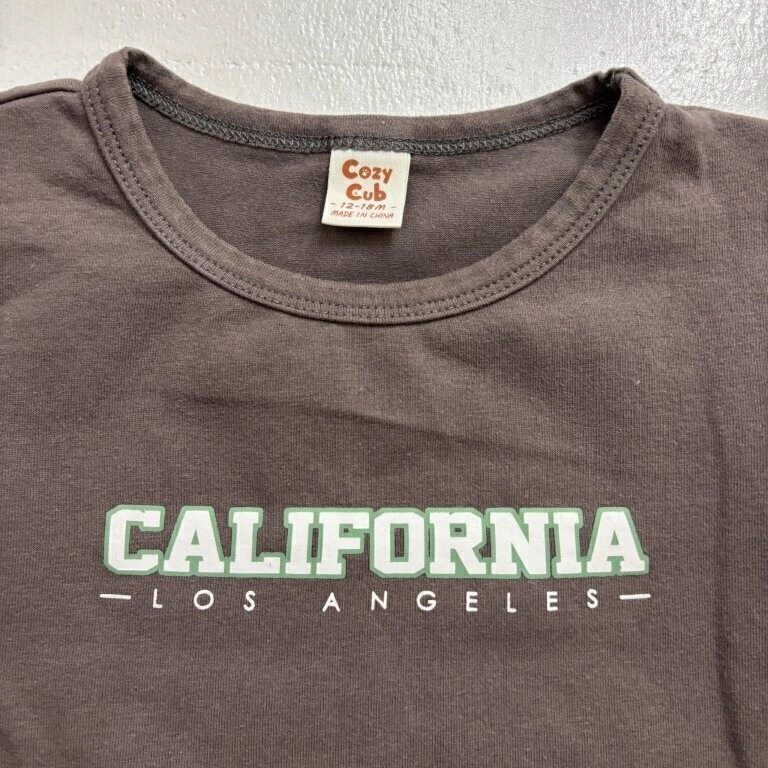 Cozy
Cub
- 12-18M -
MADE IN CHINA
CALIFORNIA
— LOS ANGELES —